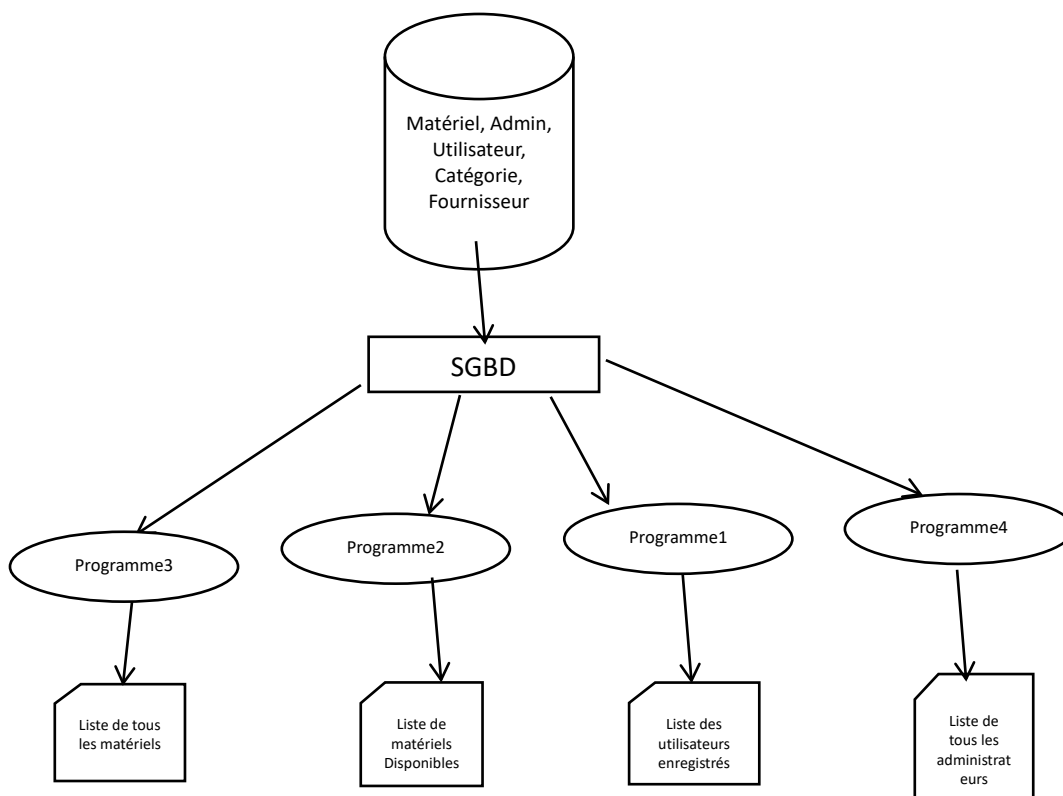 Matériel, Admin,
Utilisateur,
Catégorie,
Fournisseur
SGBD
Programme3
Programme2
Programme1
Programme4
Liste de tous
les matériels
Liste de
matériels
Disponibles
Liste des
utilisateurs
enregistrés
Liste de
tous les
administrat
eurs